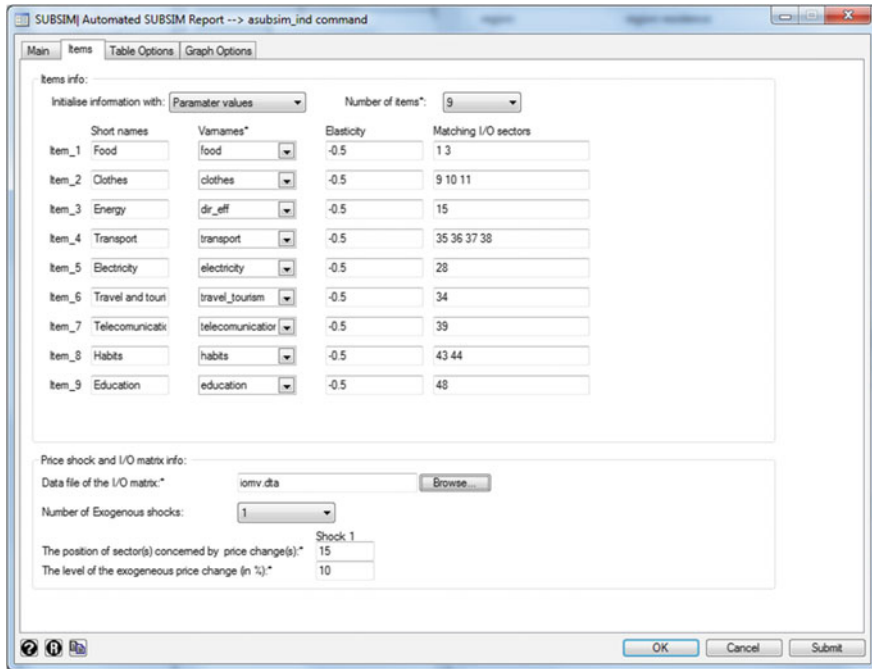 SUBSIM| Automated SUBSIM Report --> asubsim_ind command
Main Items Table Options Graph Options
Items info:
Initialise information with: Paramater values Number of items*: 9
Short names Varnames* Elasticity Matching I/O sectors
Item_1 Food food -0.5 1 3
Item_2 Clothes clothes -0.5 9 10 11
Item_3 Energy dir_eff -0.5 15
Item_4 Transport transport -0.5 35 36 37 38
Item_5 Electricity electricity -0.5 28
Item_6 Travel and touri travel_tourism -0.5 34
Item_7 Telecomunicatic telecomunication -0.5 39
Item_8 Habits habits -0.5 43 44
Item_9 Education education -0.5 48
Price shock and I/O matrix info:
Data file of the I/O matrix:* iomv.dta Browse...
Number of Exogenous shocks: 1
Shock 1
The position of sector(s) concerned by price change(s):* 15
The level of the exogeneous price change (in %):* 10
OK Cancel Submit